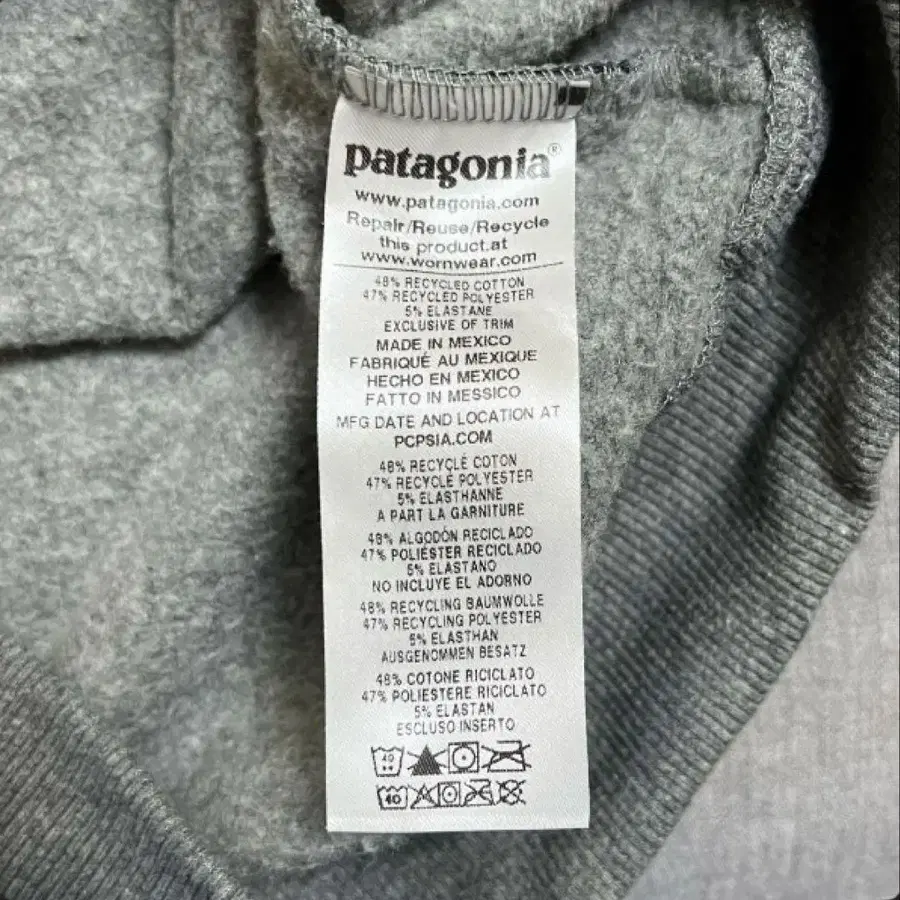 patagonia®
www.patagonia.com
Repair/Reuse/Recycle
this product at
www.wornwear.com
48% RECYCLED COTTON
47% RECYCLED POLYESTER
5% ELASTANE
EXCLUSIVE OF TRIM
MADE IN MEXICO
FABRIQUÉ AU MEXIQUE
HECHO EN MEXICO
FATTO IN MESSICO
MFG DATE AND LOCATION AT
PCPSIA.COM
48% RECYCLÉ COTON
47% RECYCLÉ POLYESTER
5% ELASTHANNE
A PART LA GARNITURE
48% ALGODÓN RECICLADO
47% POLIÉSTER RECICLADO
5% ELASTANO
NO INCLUYE EL ADORNO
48% RECYCLING BAUMWOLLE
47% RECYCLING POLYESTER
5% ELASTHAN
AUSGENOMMEN BESATZ
48% COTONE RICICLATO
47% POLIESTERE RICICLATO
5% ELASTAN
ESCLUSO INSERTO
40
40